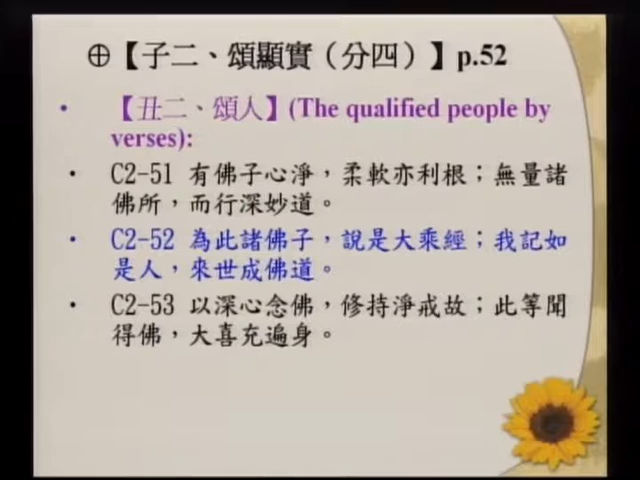 ⊕【子二、頌顯實（分四）】p.52
• 【丑二、頌人】(The qualified people by
verses):
• C2-51 有佛子心淨，柔軟亦利根；無量諸
佛所，而行深妙道。
• C2-52 為此諸佛子，說是大乘經；我記如
是人，來世成佛道。
• C2-53 以深心念佛，修持淨戒故；此等聞
得佛，大喜充遍身。